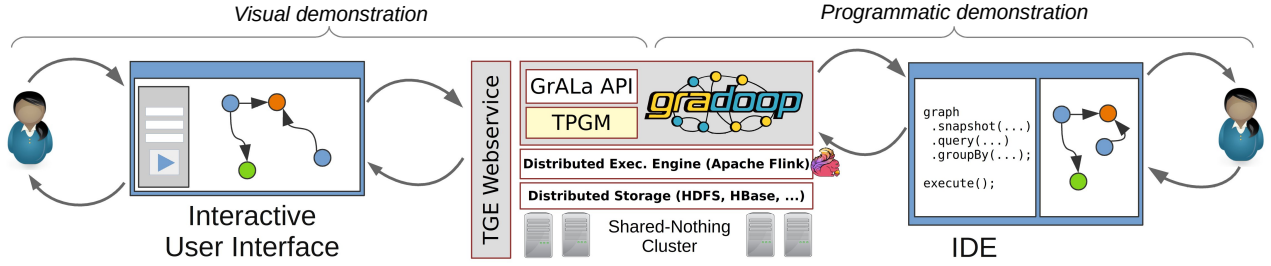 Visual demonstration
Programmatic demonstration
Interactive
User Interface
TGE Webservice
GrALa API
TPGM
gradoop
Distributed Exec. Engine (Apache Flink)
Distributed Storage (HDFS, HBase, ...)
Shared-Nothing
Cluster
graph
.snapshot(...)
.query(...)
.groupBy(...);
execute();
IDE